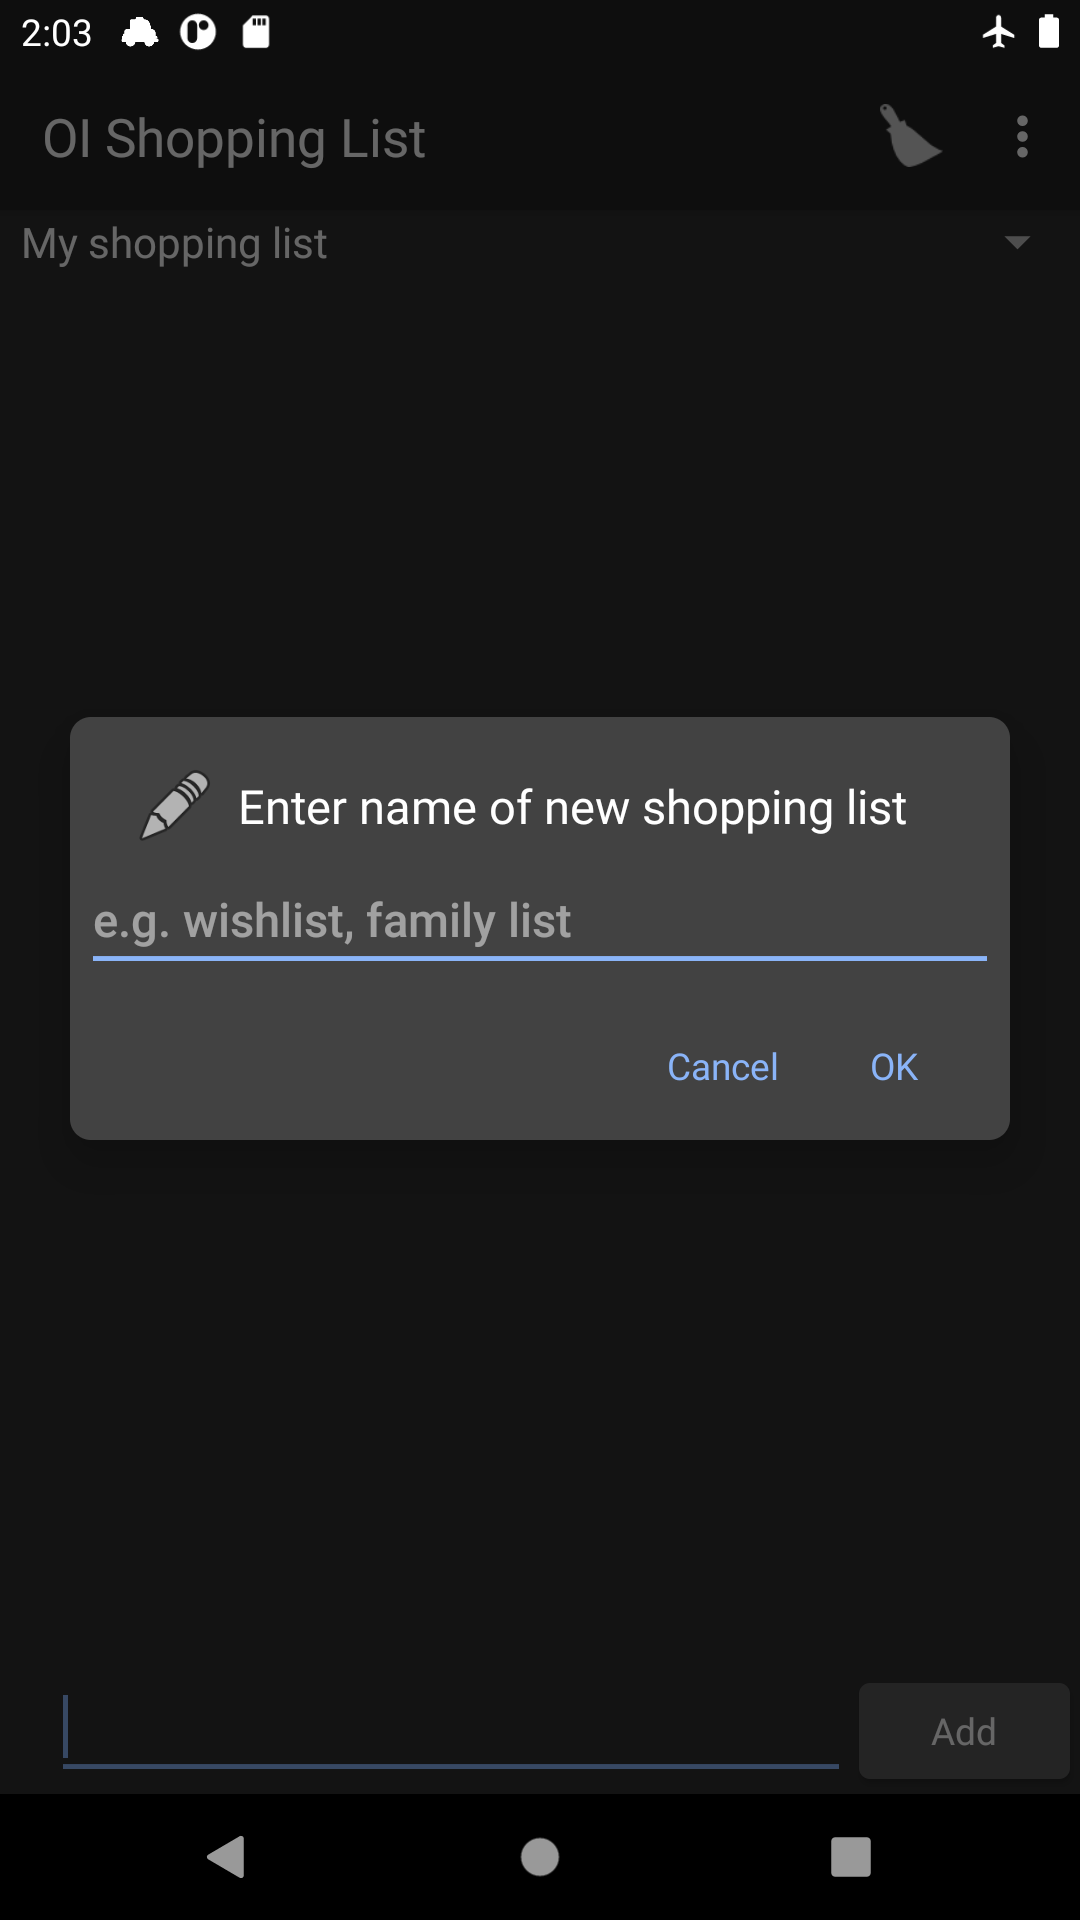 2:03
OI Shopping List
My shopping list
Enter name of new shopping list
e.g. wishlist, family list
Cancel
OK
Add